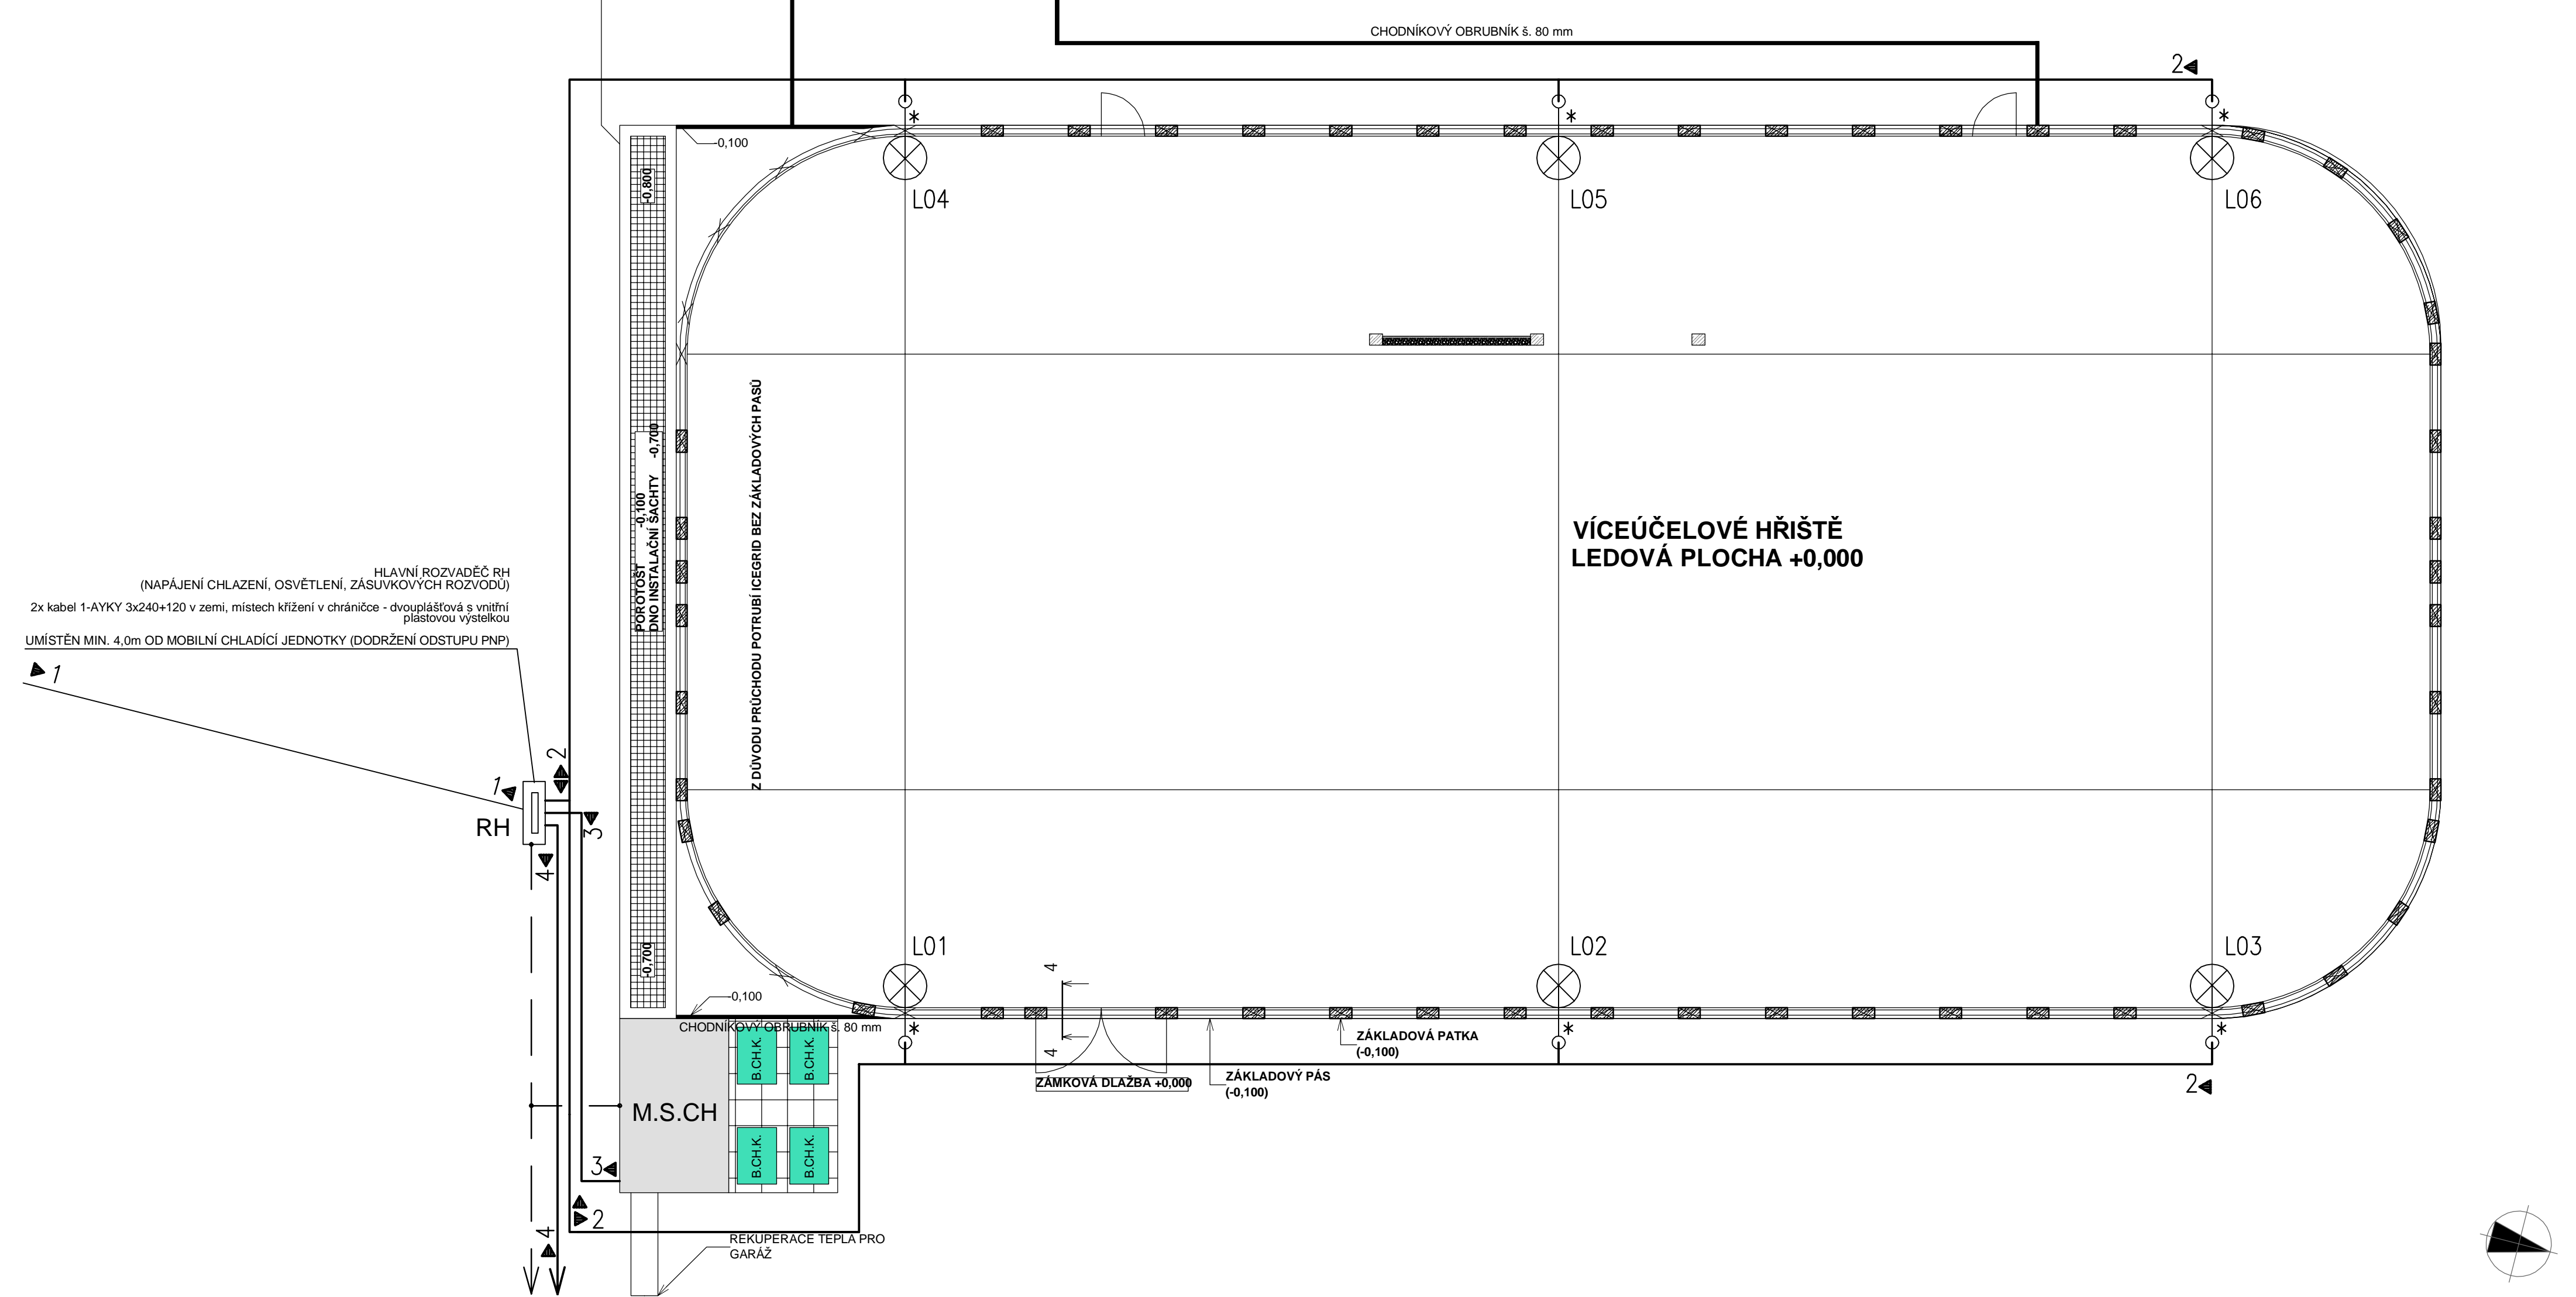 CHODNÍKOVÝ OBRUBNÍK š. 80 mm
2
*
*
*
-0,100
-0,800
L04
L05
L06
POROTOŠT -0,100
DNO INSTALAČNÍ ŠACHTY -0,700
Z DŮVODU PRŮCHODU POTRUBÍ ICEGRID BEZ ZÁKLADOVÝCH PASŮ
VÍCEÚČELOVÉ HŘIŠTĚ
LEDOVÁ PLOCHA +0,000
HLAVNÍ ROZVADĚČ RH
(NAPÁJENÍ CHLAZENÍ, OSVĚTLENÍ, ZÁSUVKOVÝCH ROZVODŮ)
2x kabel 1-AYKY 3x240+120 v zemi, místech křížení v chráničce - dvouplášťová s vnitřní
plastovou výstelkou
UMÍSTĚN MIN. 4,0m OD MOBILNÍ CHLADÍCÍ JEDNOTKY (DODRŽENÍ ODSTUPU PNP)
1
2
1
RH
3
4
-0,700
L01
L02
L03
4
-0,100
CHODNÍKOVÝ OBRUBNÍK š. 80 mm
*
*
*
4
ZÁKLADOVÁ PATKA
(-0,100)
ZÁKLADOVÝ PÁS
(-0,100)
ZÁMKOVÁ DLAŽBA +0,000
2
B.CH.K.
B.CH.K.
M.S.CH
B.CH.K.
B.CH.K.
3
2
4
REKUPERACE TEPLA PRO
GARÁŽ